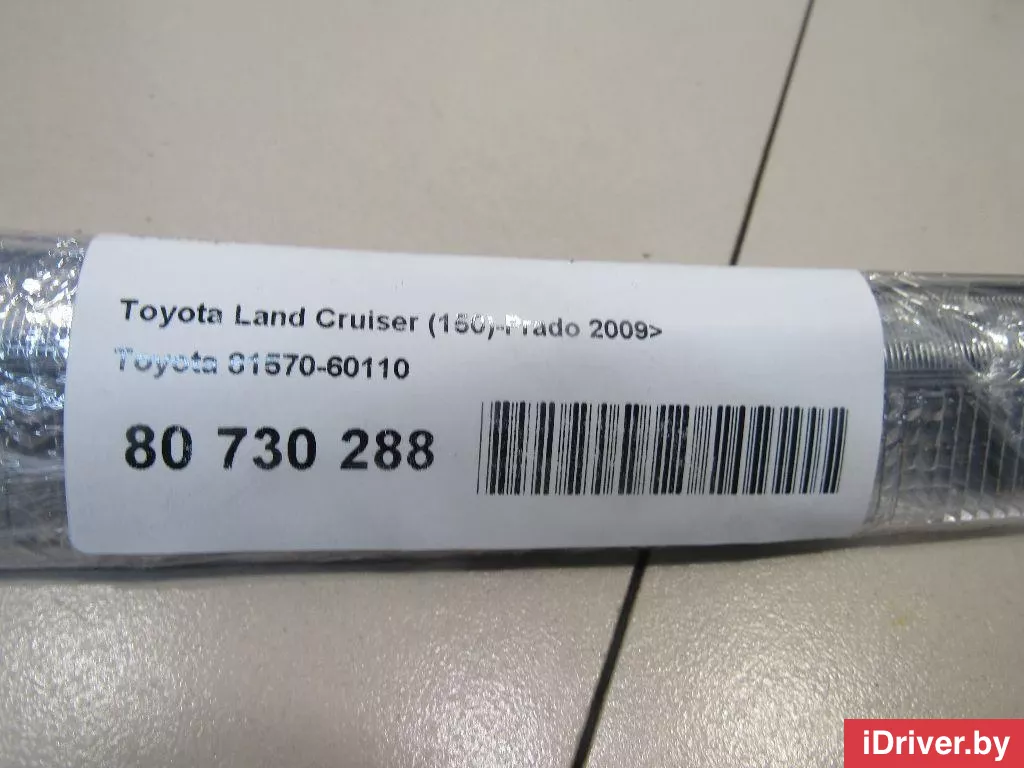 Toyota Land Cruiser (150)-Prado 2009>
Toyota 81570-60110
80 730 288
iDriver.by